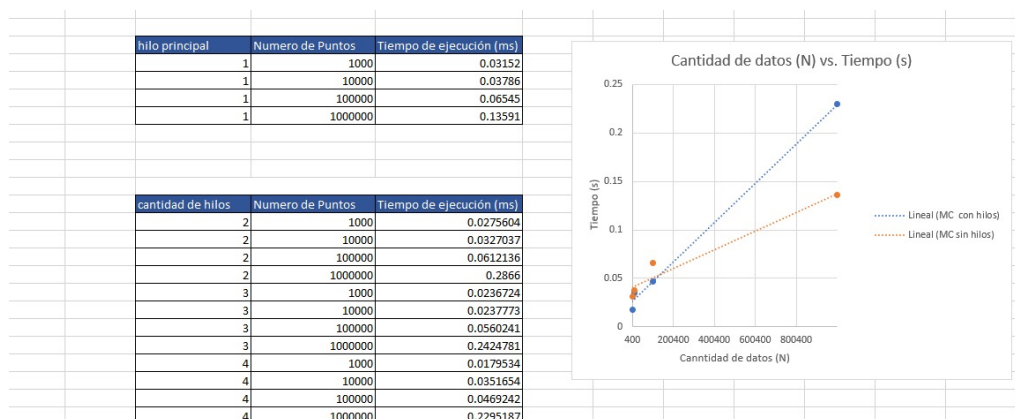 hilo principal Numero de Puntos Tiempo de ejecución (ms)
1 1000 0.03152
1 10000 0.03786
1 100000 0.06545
1 1000000 0.13591
cantidad de hilos Numero de Puntos Tiempo de ejecución (ms)
2 1000 0.0275604
2 10000 0.0327037
2 100000 0.0612136
2 1000000 0.2866
3 1000 0.0236724
3 10000 0.0237773
3 100000 0.0560241
3 1000000 0.2424781
4 1000 0.0179534
4 10000 0.0351654
4 100000 0.0469242
4 1000000 0.2295187
Cantidad de datos (N) vs. Tiempo (s)
0.25
0.2
0.15
0.1
0.05
0
Tiempo (s)
400 200400 400400 600400 800400
Canntidad de datos (N)
Lineal (MC con hilos)
Lineal (MC sin hilos)